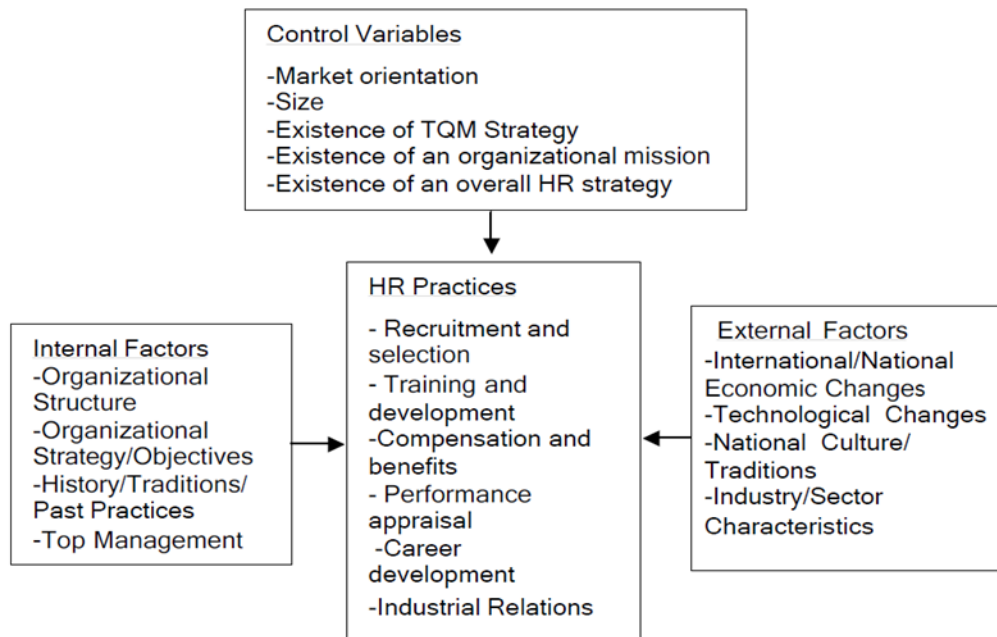 Control Variables
-Market orientation
-Size
-Existence of TQM Strategy
-Existence of an organizational mission
-Existence of an overall HR strategy
HR Practices
- Recruitment and
selection
- Training and
development
-Compensation and
benefits
- Performance
appraisal
-Career
development
-Industrial Relations
Internal Factors
-Organizational
Structure
-Organizational
Strategy/Objectives
-History/Traditions/
Past Practices
-Top Management
External Factors
-International/National
Economic Changes
-Technological Changes
-National Culture/
Traditions
-Industry/Sector
Characteristics